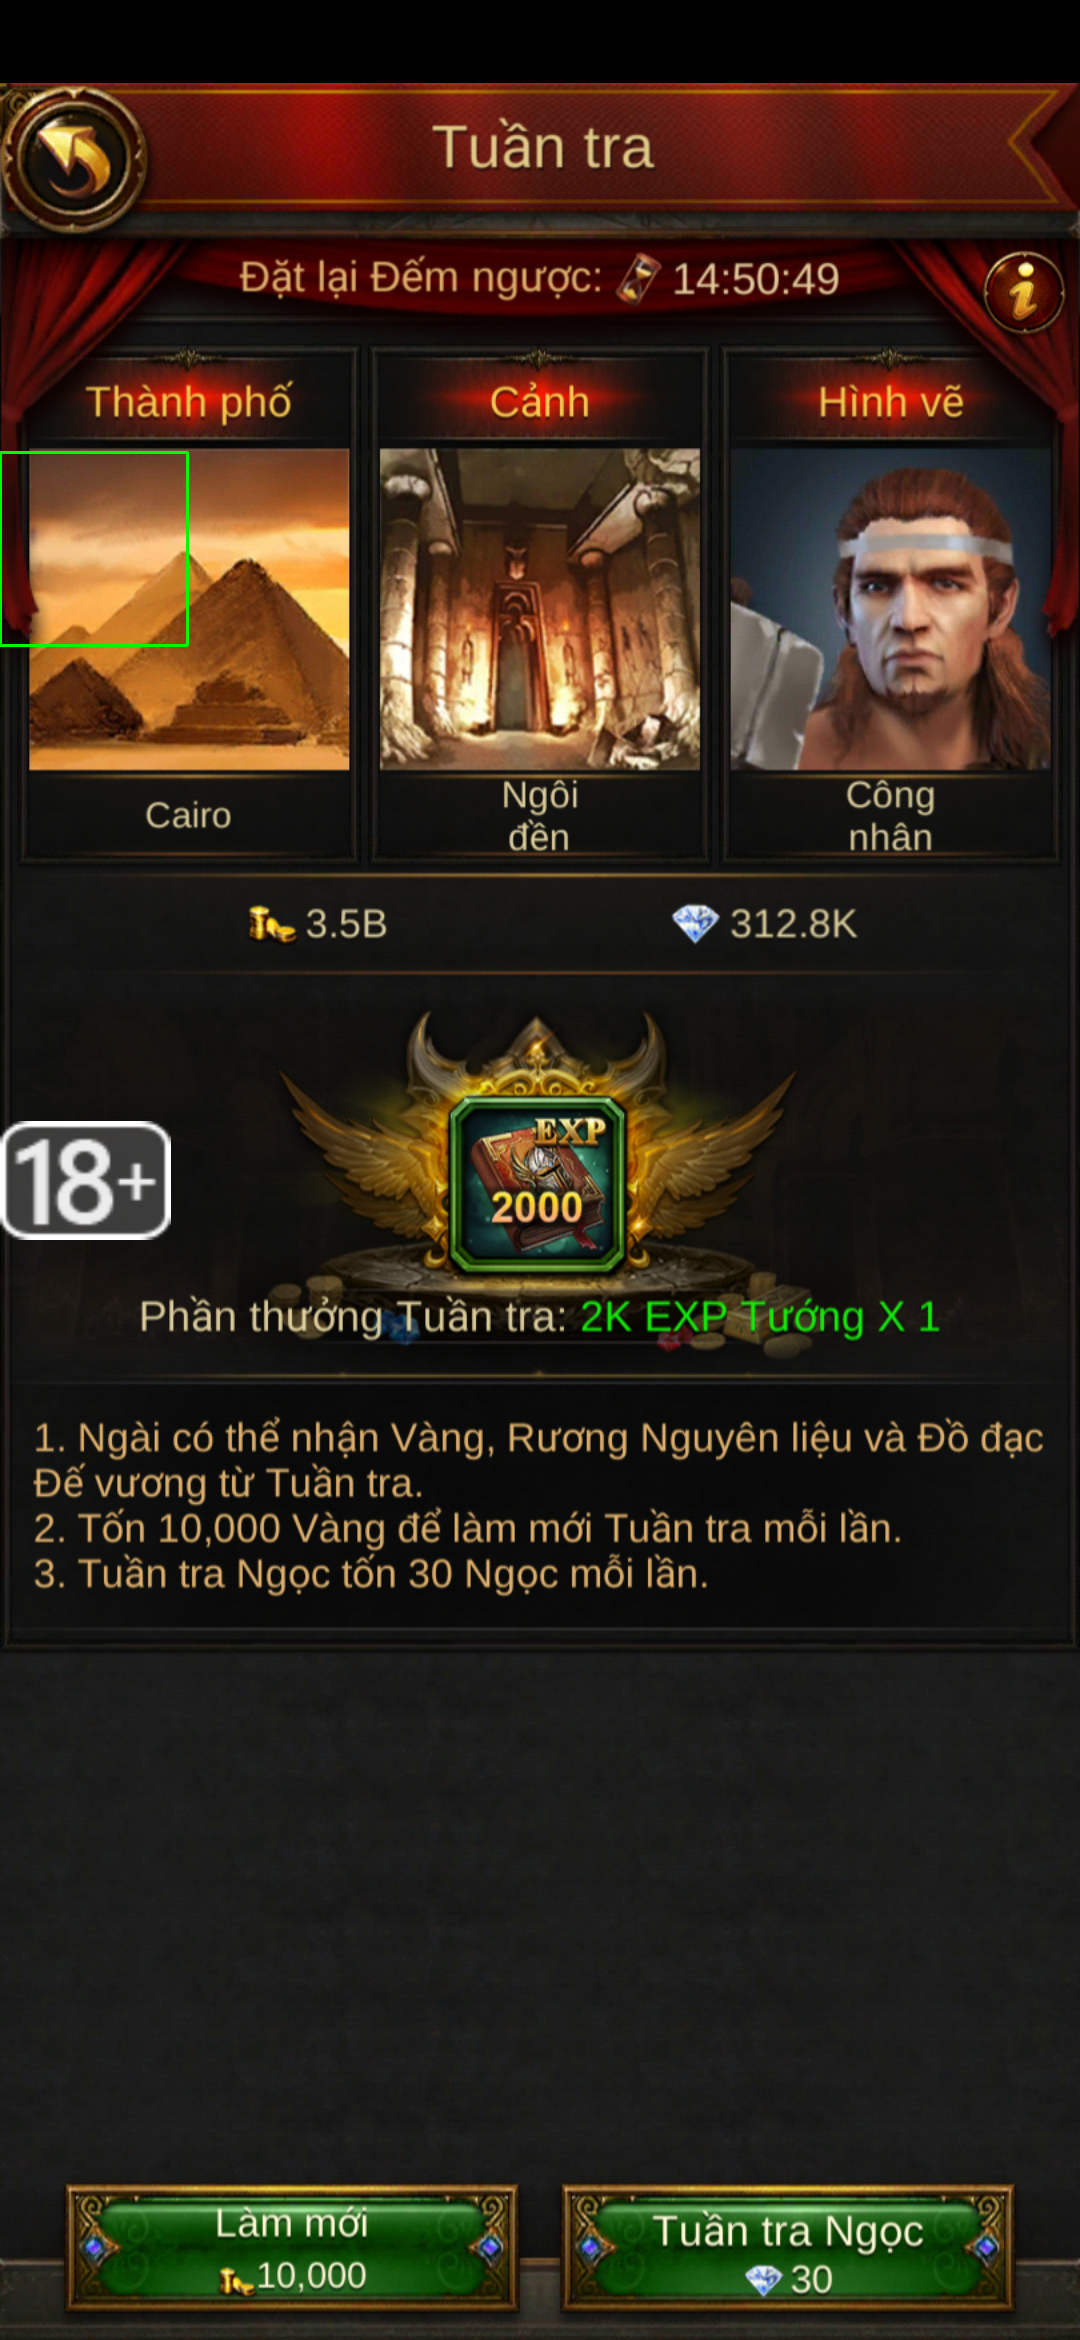 Tuần tra
Đặt lại Đếm ngược: 14:50:49
Thành phố
Cảnh
Hình vẽ
Cairo
Ngôi
đền
Công
nhân
3.5B
312.8K
18+
EXP
2000
Phần thưởng Tuần tra: 2K EXP Tướng X 1
1. Ngài có thể nhận Vàng, Rương Nguyên liệu và Đồ đạc
Đế vương từ Tuần tra.
2. Tốn 10,000 Vàng để làm mới Tuần tra mỗi lần.
3. Tuần tra Ngọc tốn 30 Ngọc mỗi lần.
Làm mới
10,000
Tuần tra Ngọc
30